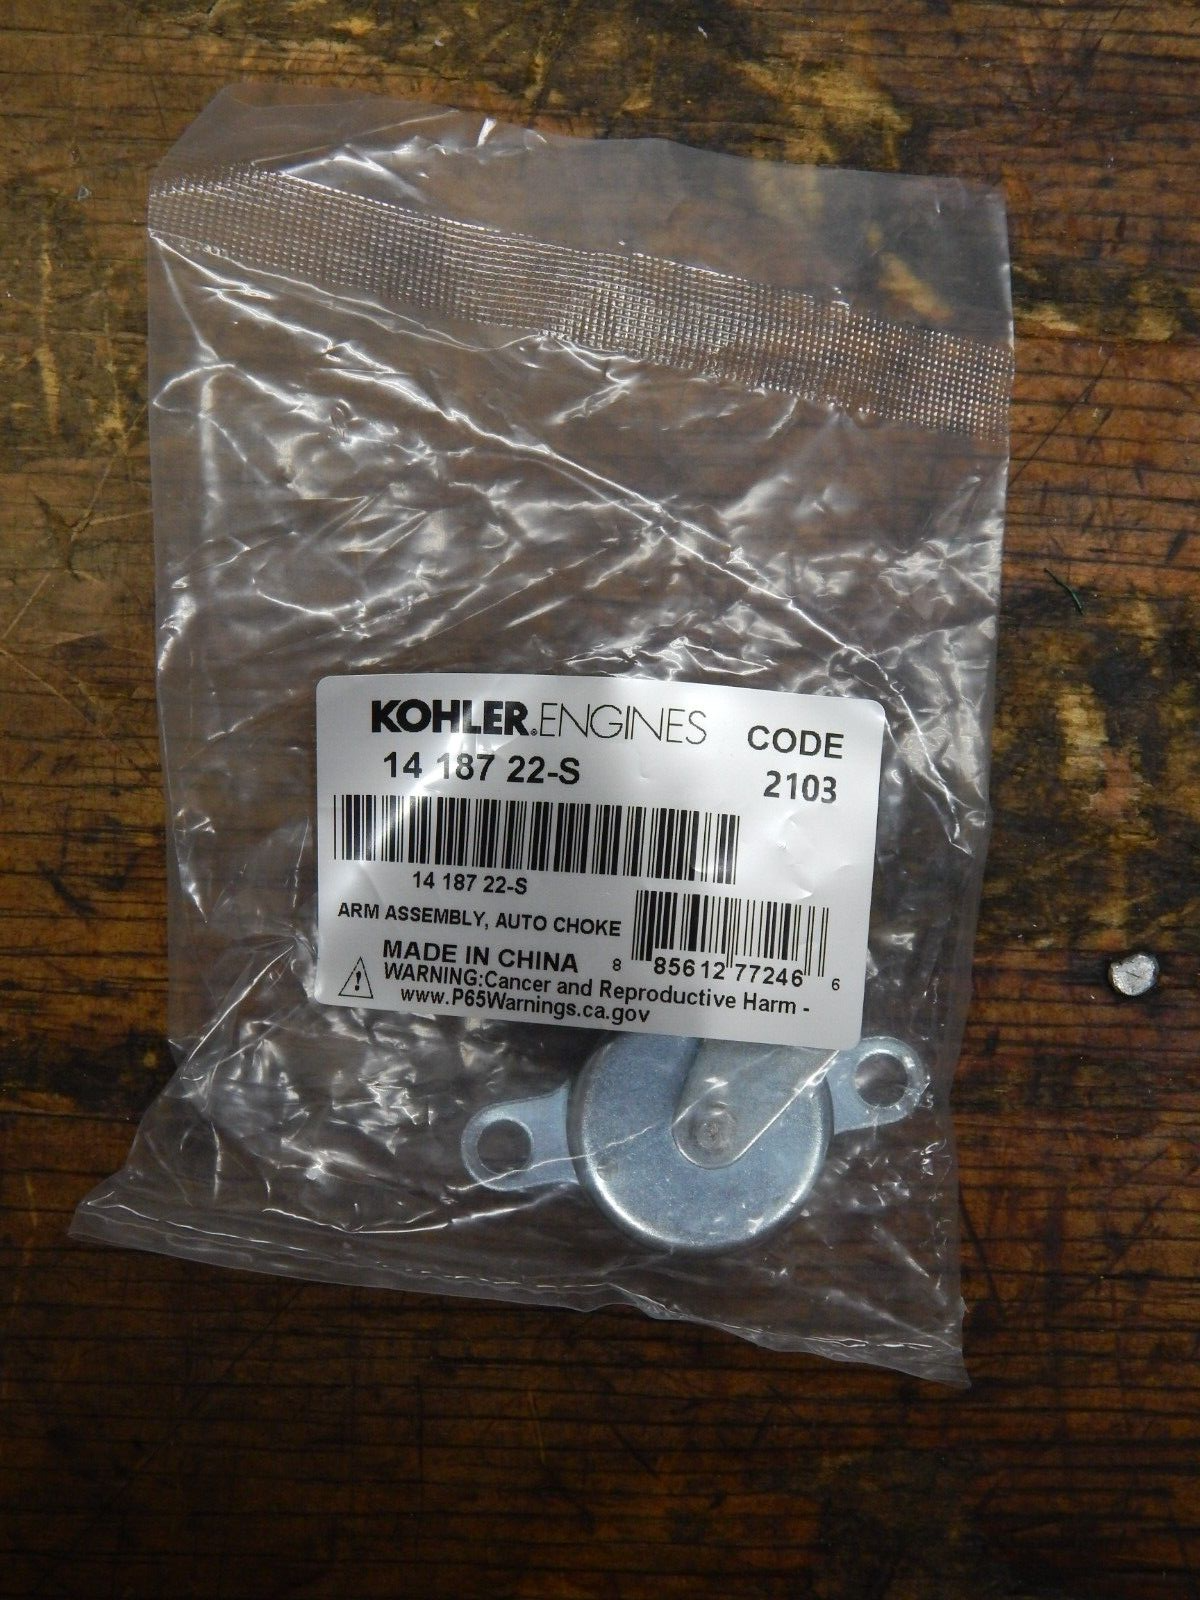 KOHLER. ENGINES
CODE
14 187 22-S
2103
14 187 22-S
ARM ASSEMBLY, AUTO CHOKE
MADE IN CHINA
8 85612 77246 6
WARNING:Cancer and Reproductive Harm -
www.P65Warnings.ca.gov